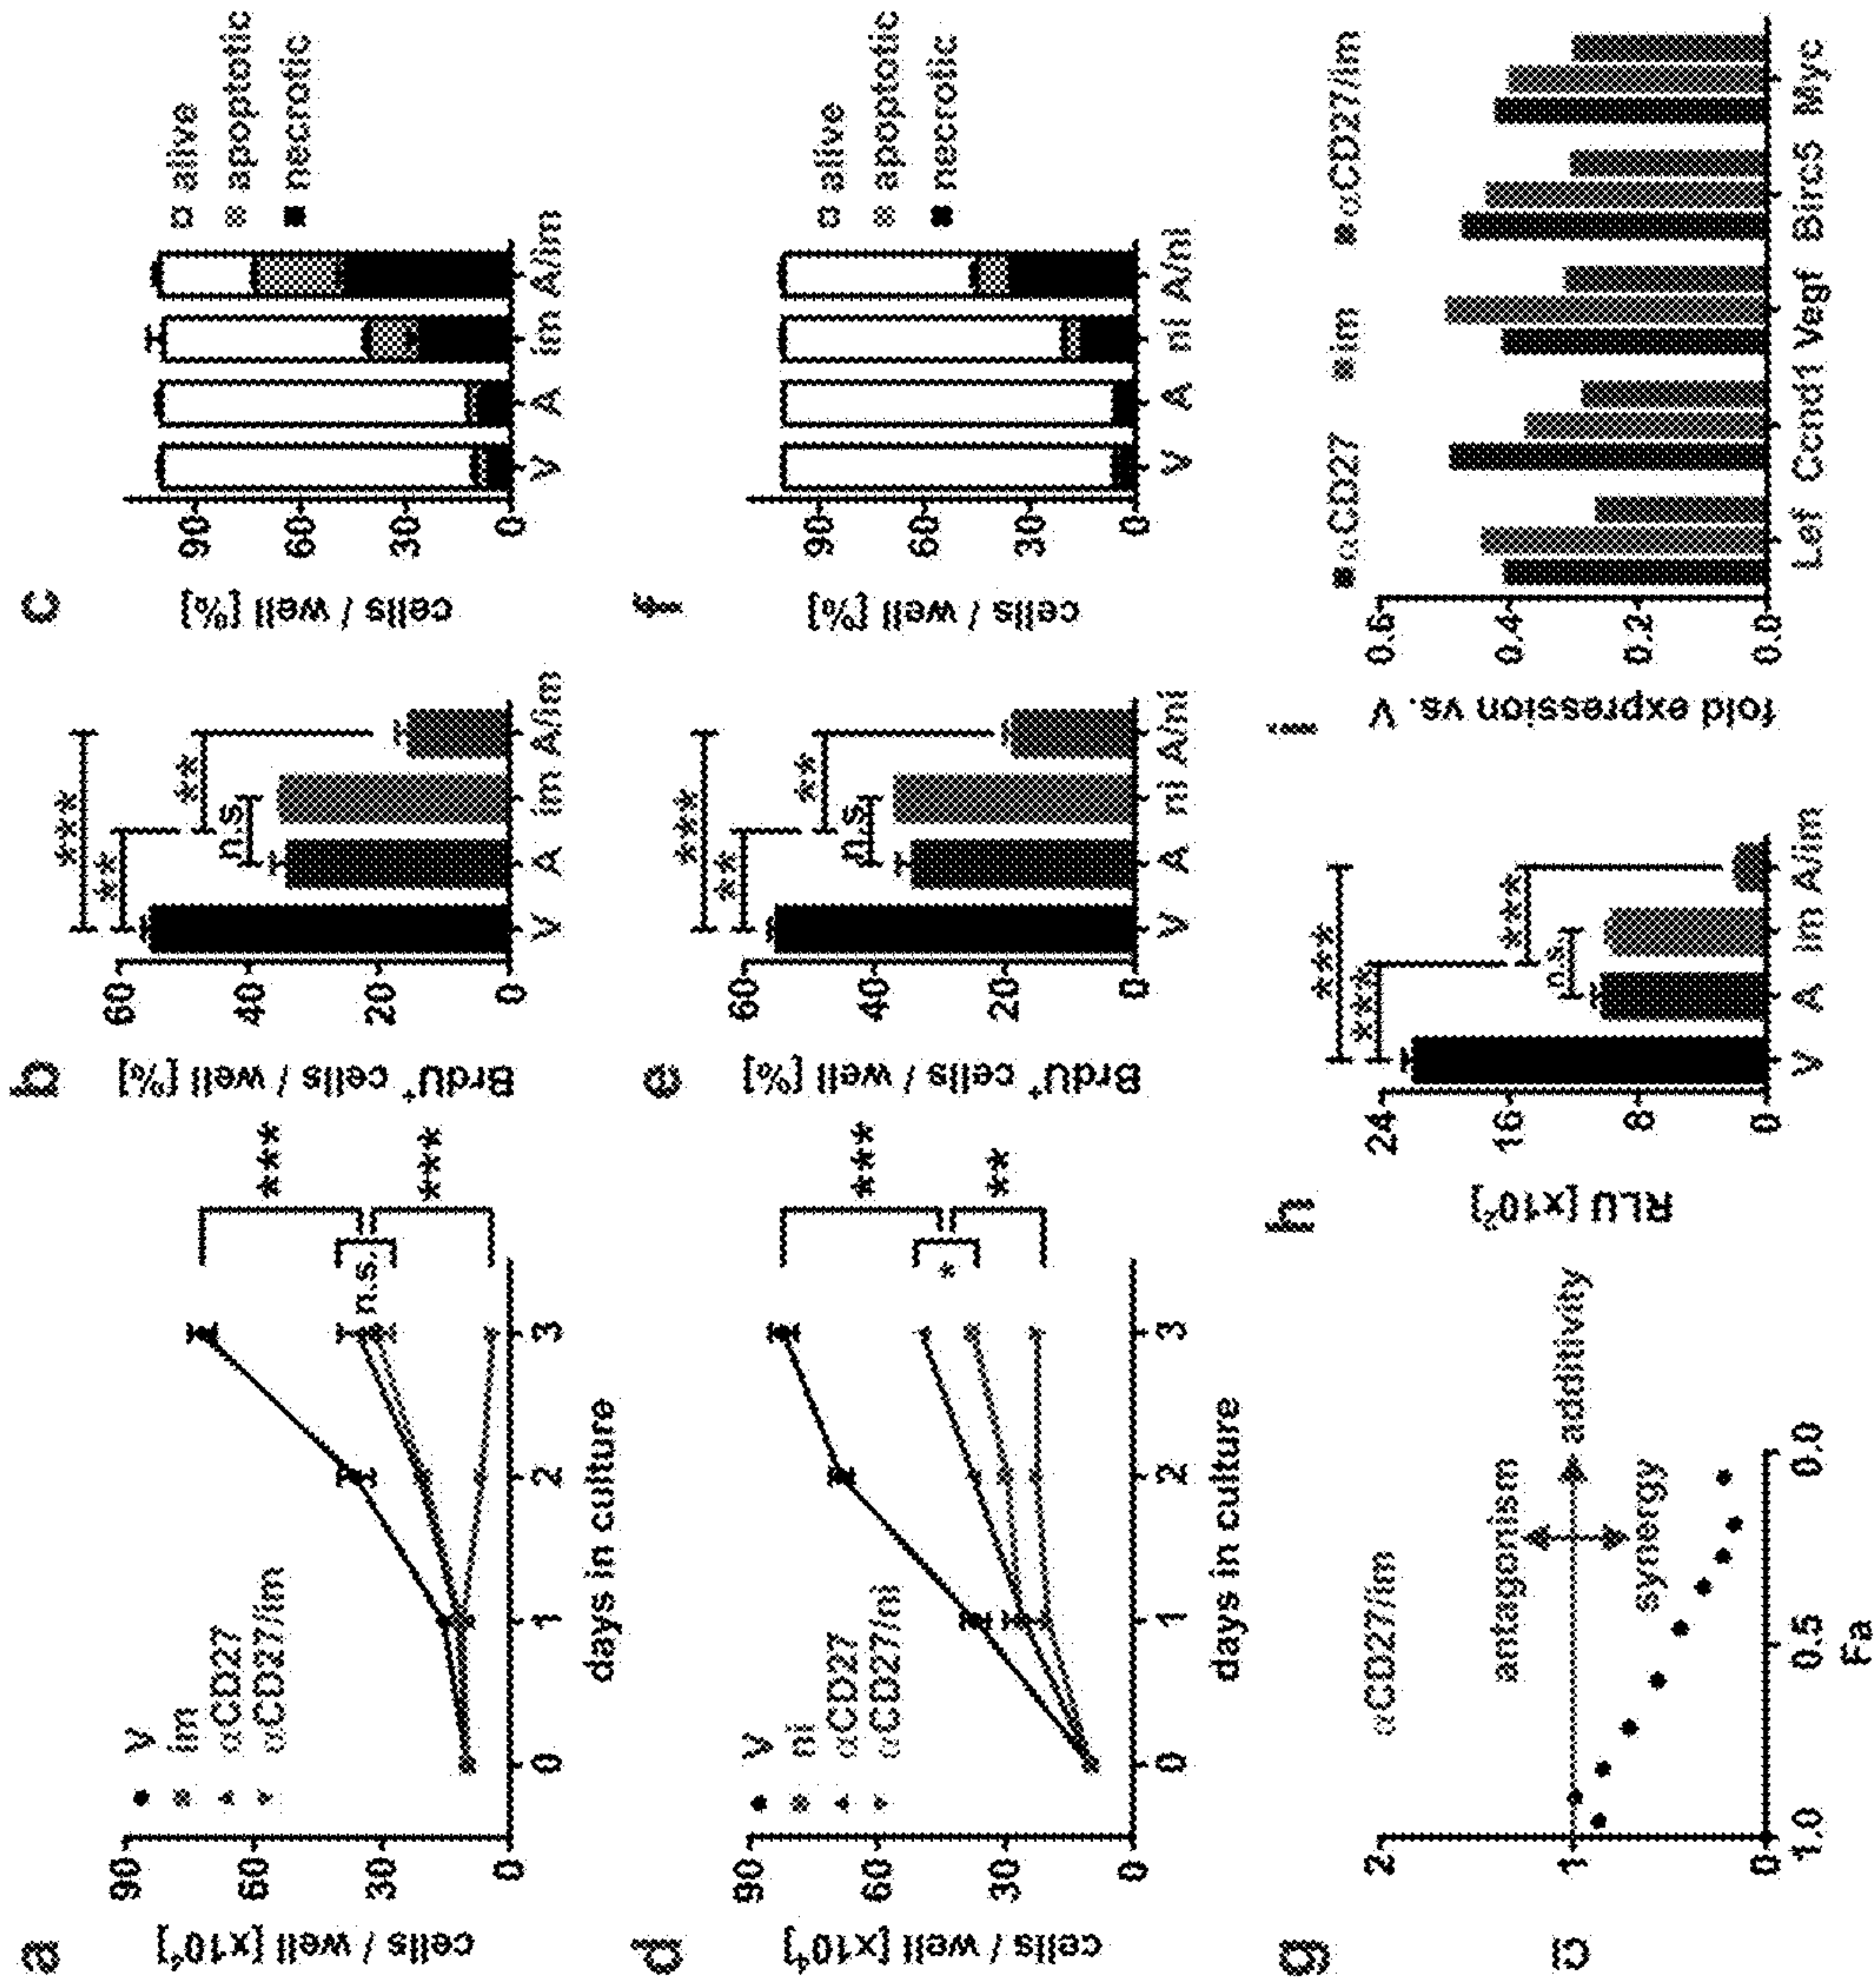 a
cells / well [x10⁴]
90
60
30
0
V
im
αCD27
αCD27/im
n.s.
***
***
0 1 2 3
days in culture
b
BrdU⁺ cells / well [%]
60
40
20
0
***
**
**
n.s
V A im A/im
c
cells / well [%]
90
60
30
0
alive
apoptotic
necrotic
V A im A/im
d
cells / well [x10⁴]
90
60
30
0
V
ni
αCD27
αCD27/ni
*
***
**
0 1 2 3
days in culture
e
BrdU⁺ cells / well [%]
60
40
20
0
***
**
**
n.s
V A ni A/ni
f
cells / well [%]
90
60
30
0
alive
apoptotic
necrotic
V A ni A/ni
g
CI
2
1
0
αCD27/im
antagonism
additivity
synergy
1.0 0.5 0.0
Fa
h
24
16
8
0
***
***
***
n.s.
V A im A/im
i
fold expression vs. V
0.6
0.4
0.2
0.0
αCD27 im αCD27/im
Lef Ccnd1 Vegf Birc5 Myc